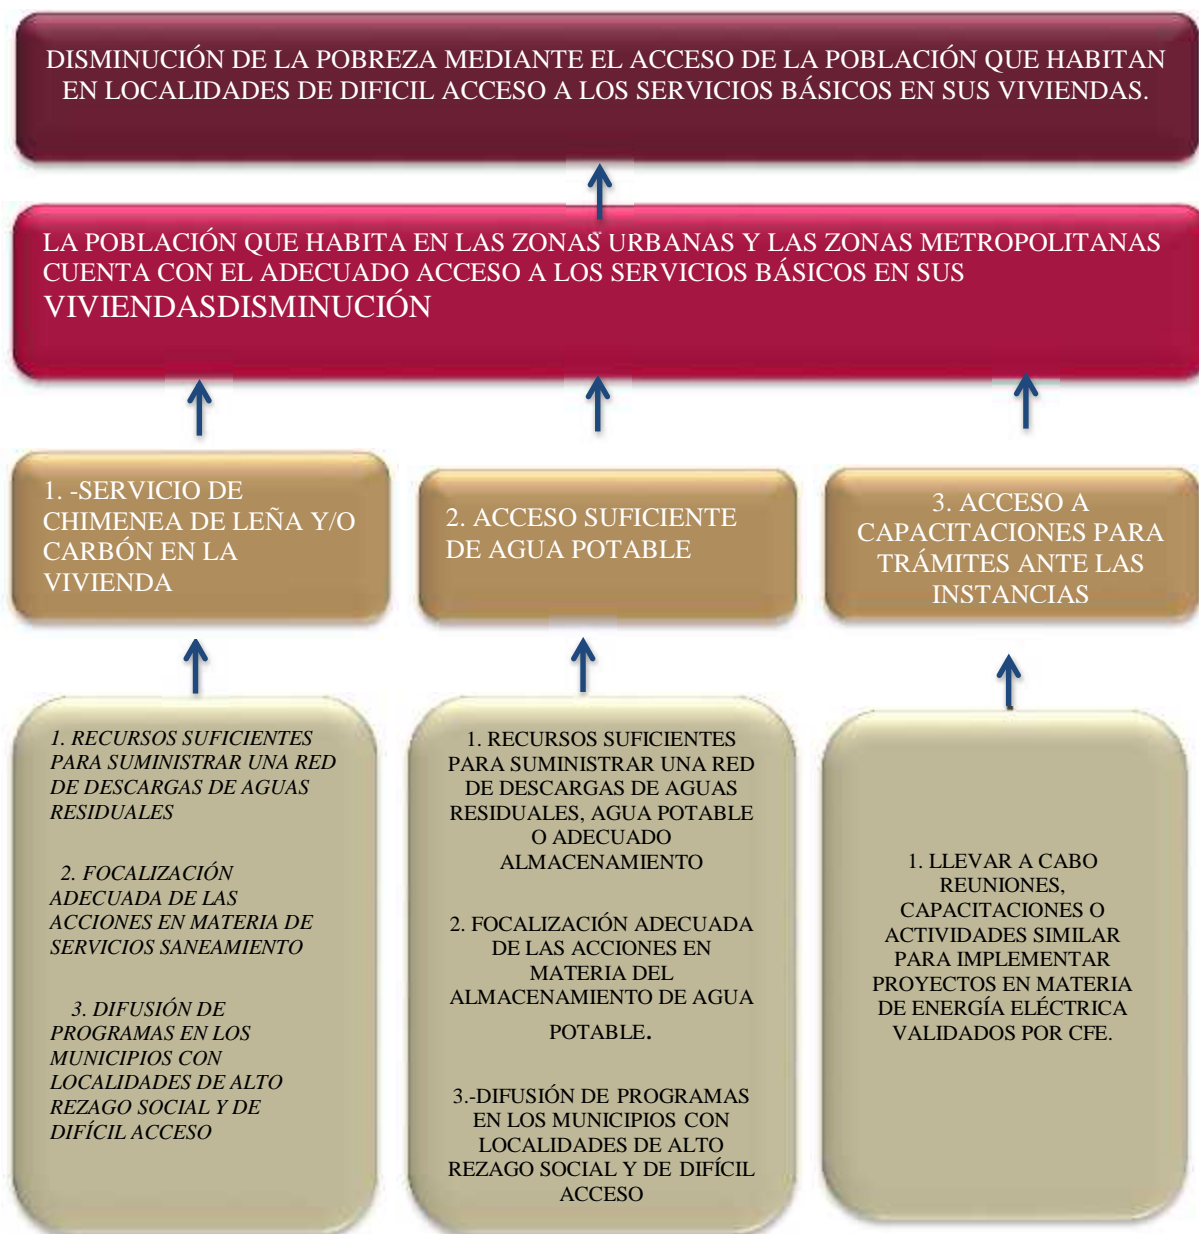 DISMINUCIÓN DE LA POBREZA MEDIANTE EL ACCESO DE LA POBLACIÓN QUE HABITAN
EN LOCALIDADES DE DIFICIL ACCESO A LOS SERVICIOS BÁSICOS EN SUS VIVIENDAS.
LA POBLACIÓN QUE HABITA EN LAS ZONAS URBANAS Y LAS ZONAS METROPOLITANAS
CUENTA CON EL ADECUADO ACCESO A LOS SERVICIOS BÁSICOS EN SUS
VIVIENDASDISMINUCIÓN
1. -SERVICIO DE
CHIMENEA DE LEÑA Y/O
CARBÓN EN LA
VIVIENDA
2. ACCESO SUFICIENTE
DE AGUA POTABLE
3. ACCESO A
CAPACITACIONES PARA
TRÁMITES ANTE LAS
INSTANCIAS
1. RECURSOS SUFICIENTES
PARA SUMINISTRAR UNA RED
DE DESCARGAS DE AGUAS
RESIDUALES
2. FOCALIZACIÓN
ADECUADA DE LAS
ACCIONES EN MATERIA DE
SERVICIOS SANEAMIENTO
3. DIFUSIÓN DE
PROGRAMAS EN LOS
MUNICIPIOS CON
LOCALIDADES DE ALTO
REZAGO SOCIAL Y DE
DIFÍCIL ACCESO
1. RECURSOS SUFICIENTES
PARA SUMINISTRAR UNA RED
DE DESCARGAS DE AGUAS
RESIDUALES, AGUA POTABLE
O ADECUADO
ALMACENAMIENTO
2. FOCALIZACIÓN ADECUADA
DE LAS ACCIONES EN
MATERIA DEL
ALMACENAMIENTO DE AGUA
POTABLE.
3.-DIFUSIÓN DE PROGRAMAS
EN LOS MUNICIPIOS CON
LOCALIDADES DE ALTO
REZAGO SOCIAL Y DE DIFÍCIL
ACCESO
1. LLEVAR A CABO
REUNIONES,
CAPACITACIONES O
ACTIVIDADES SIMILAR
PARA IMPLEMENTAR
PROYECTOS EN MATERIA
DE ENERGÍA ELÉCTRICA
VALIDADOS POR CFE.